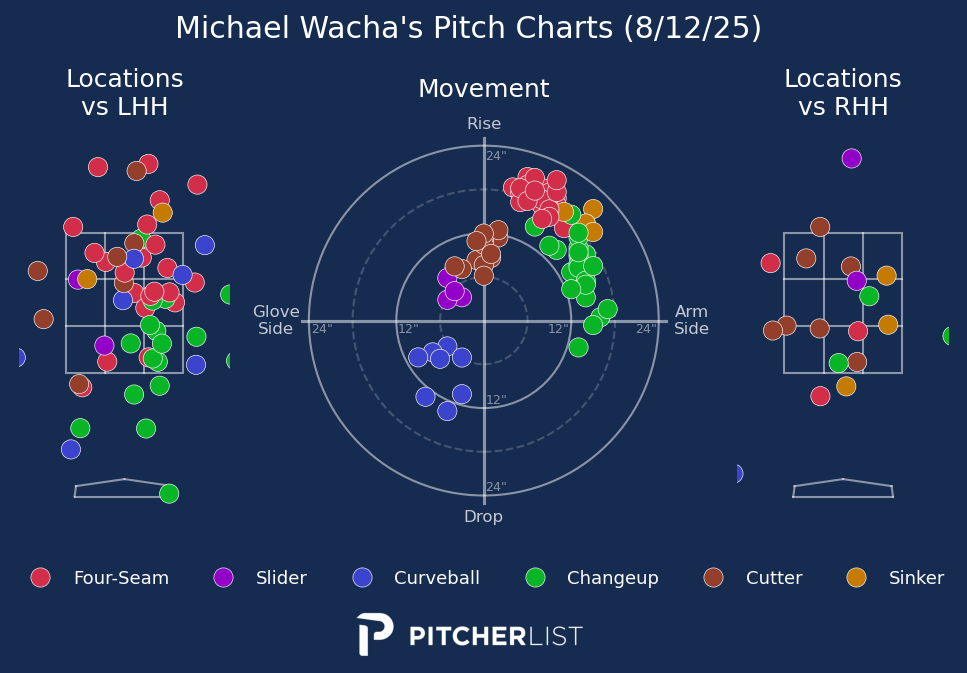 Michael Wacha's Pitch Charts (8/12/25)
Locations
vs LHH
Movement
Locations
vs RHH
Rise
24"
Glove
Side
24"
12"
12"
24"
Arm
Side
12"
24"
Drop
Four-Seam
Slider
Curveball
Changeup
Cutter
Sinker
PITCHERLIST